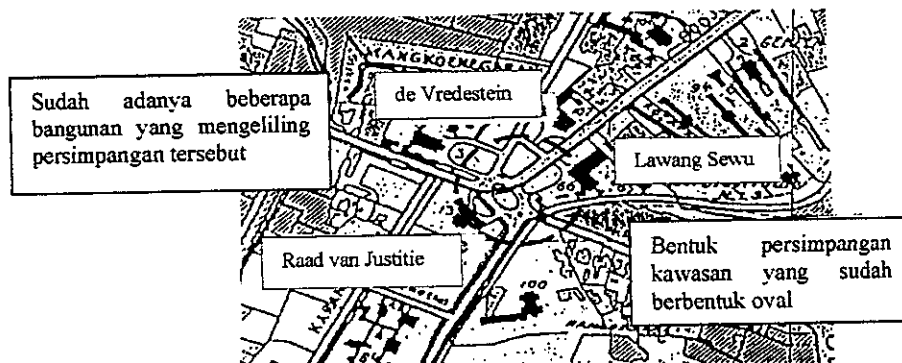 Sudah adanya beberapa
bangunan yang mengeliling
persimpangan tersebut
de Vredestein
Lawang Sewu
Raad van Justitie
Bentuk persimpangan
kawasan yang sudah
berbentuk oval
100